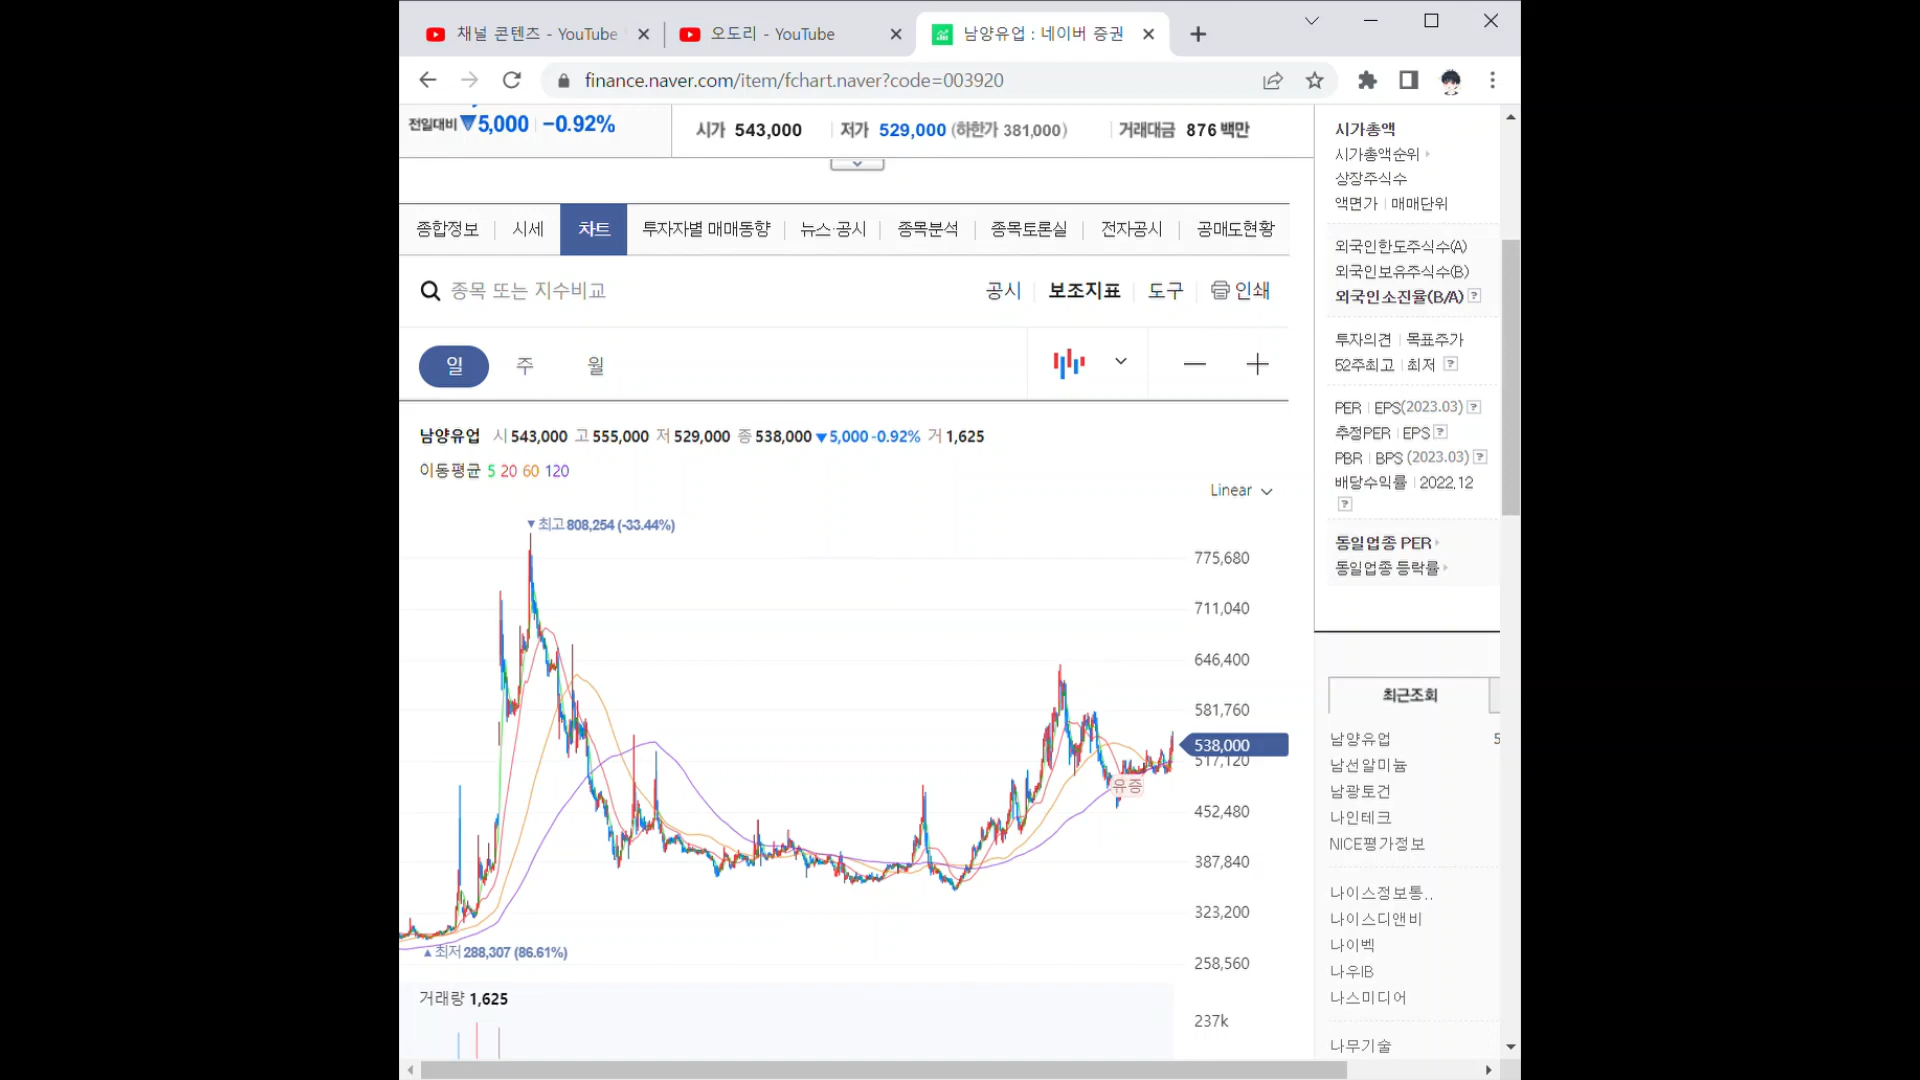 채널 콘텐츠 - YouTube
오도리 - YouTube
남양유업 : 네이버 증권
finance.naver.com/item/fchart.naver?code=003920
전일대비 ▼5,000 -0.92%
시가 543,000
저가 529,000 (하한가 381,000)
거래대금 876 백만
종합정보
시세
차트
투자자별 매매동향
뉴스·공시
종목분석
종목토론실
전자공시
공매도현황
종목 또는 지수비교
공시
보조지표
도구
인쇄
일
주
월
남양유업 시 543,000 고 555,000 저 529,000 종 538,000 ▼5,000 -0.92% 거 1,625
이동평균 5 20 60 120
Linear
▼최고 808,254 (-33.44%)
775,680
711,040
646,400
581,760
538,000
517,120
유증
452,480
387,840
323,200
▲최저 288,307 (86.61%)
258,560
거래량 1,625
237k
시가총액
시가총액순위
상장주식수
액면가 | 매매단위
외국인한도주식수(A)
외국인보유주식수(B)
외국인소진율(B/A) ?
투자의견 | 목표주가
52주최고 | 최저 ?
PER | EPS(2023.03) ?
추정PER | EPS ?
PBR | BPS (2023.03) ?
배당수익률 | 2022.12
?
동일업종 PER
동일업종 등락률
최근조회
남양유업 5
남선알미늄
남광토건
나인테크
NICE평가정보
나이스정보통..
나이스디앤비
나이벡
나우IB
나스미디어
나무기술